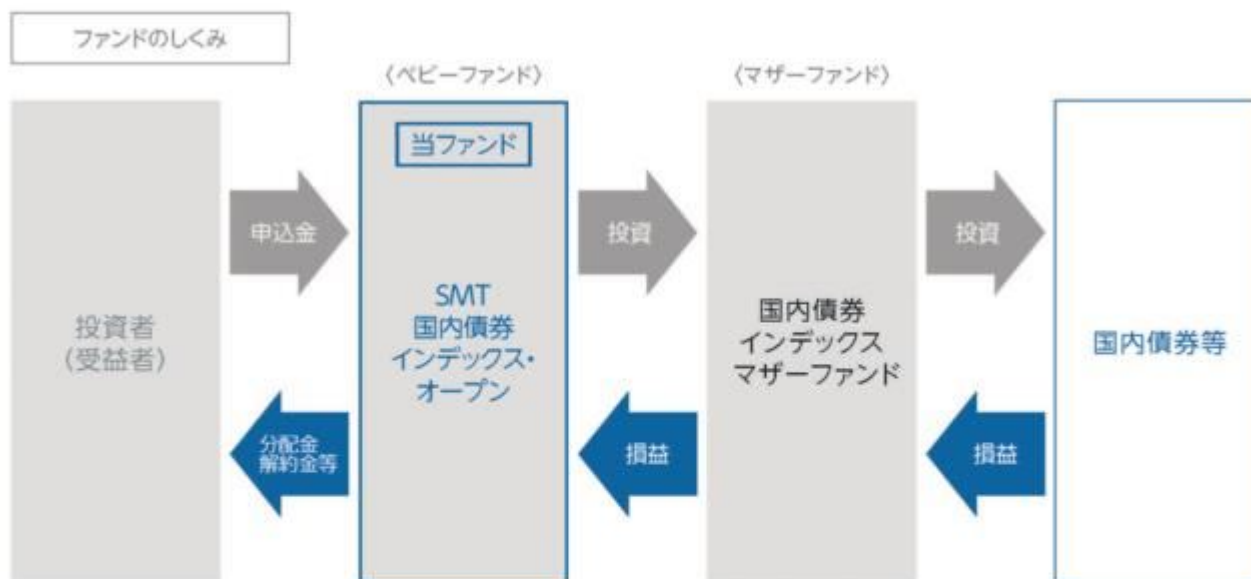 ファンドのしくみ
〈ベビーファンド〉
〈マザーファンド〉
投資者
(受益者)
申込金
分配金
解約金等
当ファンド
SMT
国内債券
インデックス・
オープン
投資
損益
国内債券
インデックス
マザーファンド
投資
損益
国内債券等